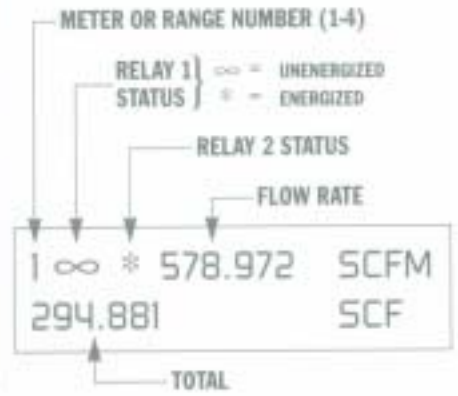 METER OR RANGE NUMBER (1-4)
RELAY 1 ∞ = UNENERGIZED
STATUS * = ENERGIZED
RELAY 2 STATUS
FLOW RATE
1 ∞ * 578.972 SCFM
294.881 SCF
TOTAL